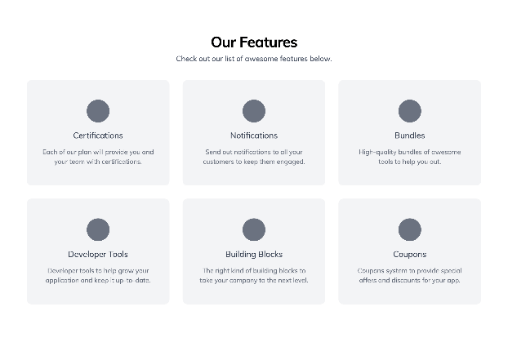 Our Features
Check out our list of awesome features below.
Certifications
Each of our plan will provide you and
your team with certifications.
Notifications
Send out notifications to all your
customers to keep them engaged.
Bundles
High-quality bundles of awesome
tools to help you out.
Developer Tools
Developer tools to help grow your
application and keep it up-to-date.
Building Blocks
The right kind of building blocks to
take your company to the next level.
Coupons
Coupons system to provide special
offers and discounts for your app.